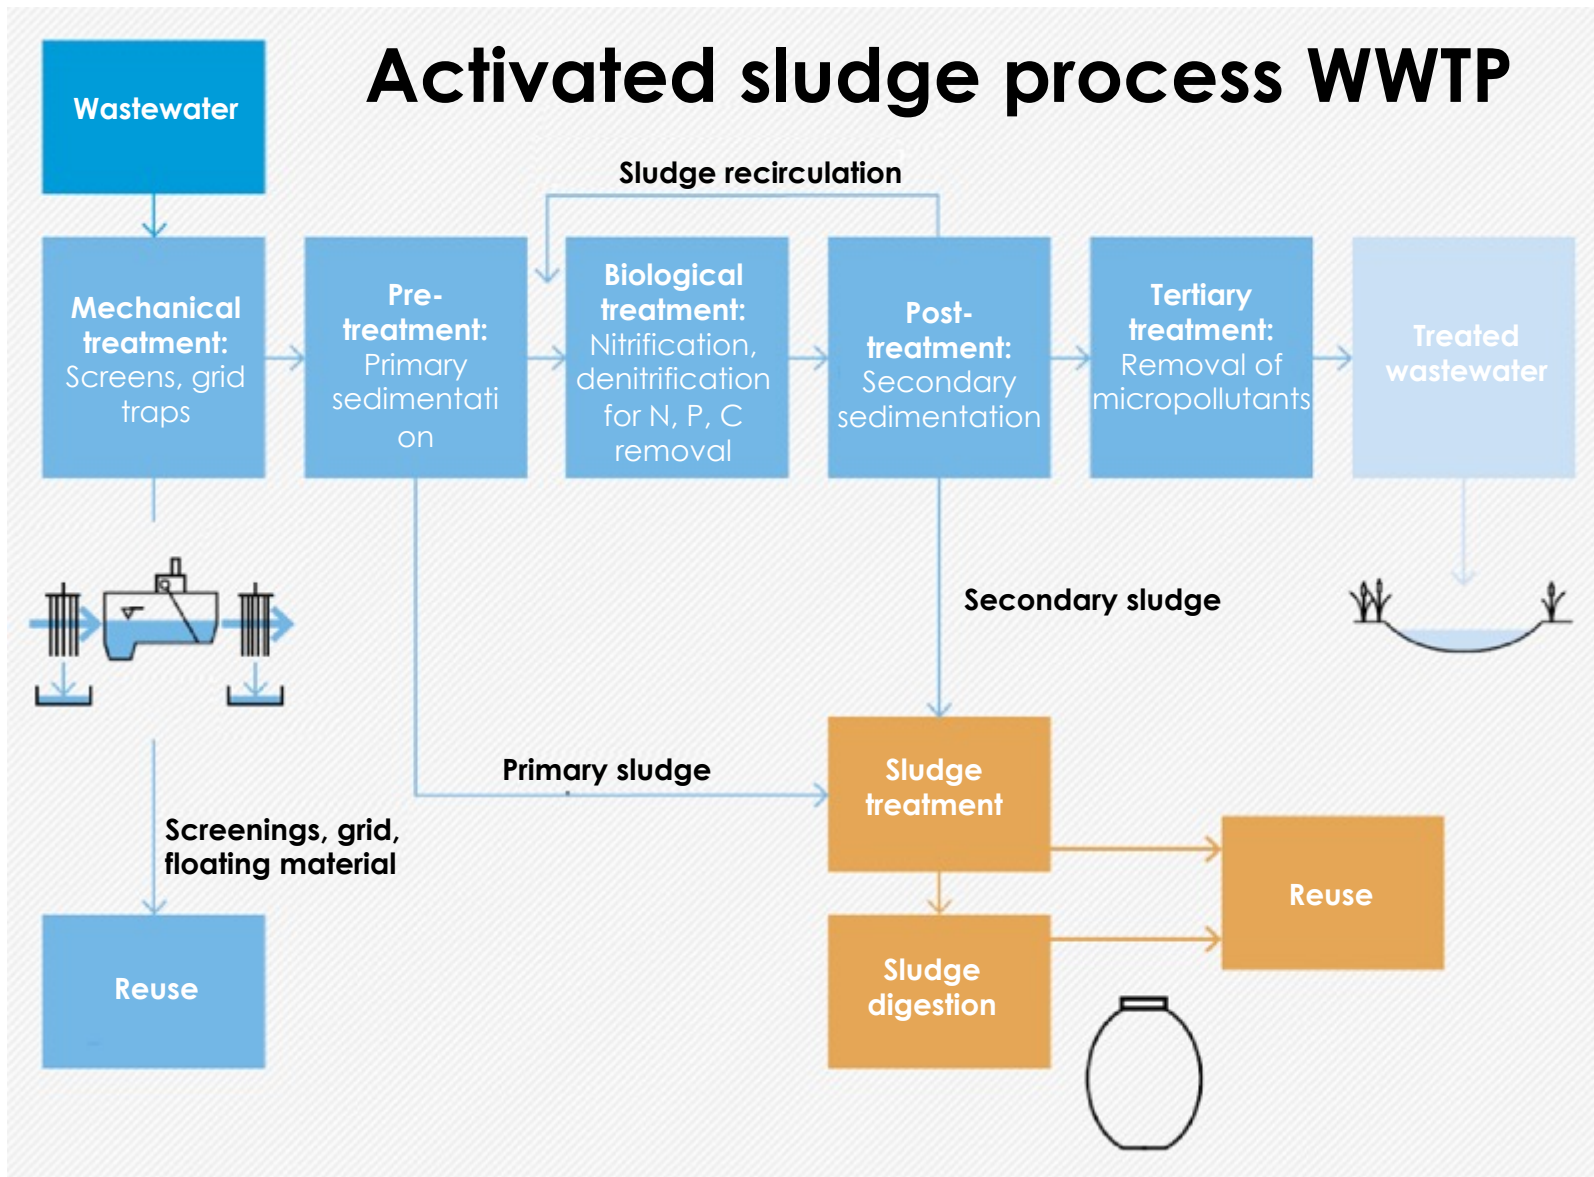 Activated sludge process WWTP
Wastewater
Sludge recirculation
Mechanical
treatment:
Screens, grid
traps
Pre-
treatment:
Primary
sedimentati
on
Biological
treatment:
Nitrification,
denitrification
for N, P, C
removal
Post-
treatment:
Secondary
sedimentation
Tertiary
treatment:
Removal of
micropollutants
Treated
wastewater
Secondary sludge
Primary sludge
Sludge
treatment
Screenings, grid,
floating material
Reuse
Reuse
Sludge
digestion